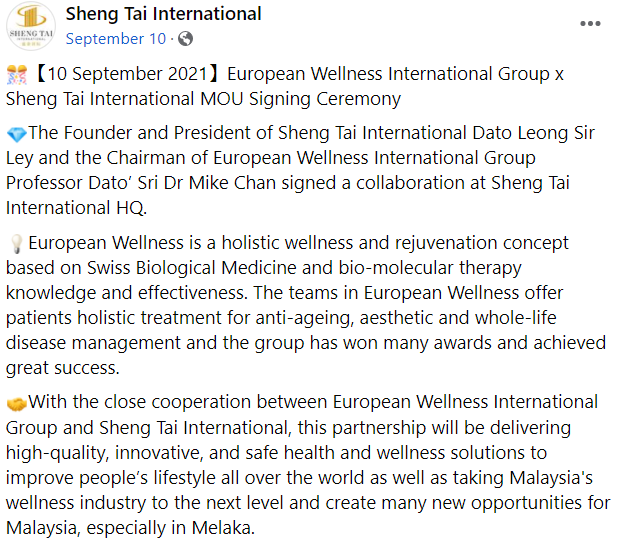 SHENG TAI
INTERNATIONAL
Sheng Tai International
September 10 ·
🎊【10 September 2021】European Wellness International Group x
Sheng Tai International MOU Signing Ceremony
💎The Founder and President of Sheng Tai International Dato Leong Sir
Ley and the Chairman of European Wellness International Group
Professor Dato’ Sri Dr Mike Chan signed a collaboration at Sheng Tai
International HQ.
💡European Wellness is a holistic wellness and rejuvenation concept
based on Swiss Biological Medicine and bio-molecular therapy
knowledge and effectiveness. The teams in European Wellness offer
patients holistic treatment for anti-ageing, aesthetic and whole-life
disease management and the group has won many awards and achieved
great success.
🤝With the close cooperation between European Wellness International
Group and Sheng Tai International, this partnership will be delivering
high-quality, innovative, and safe health and wellness solutions to
improve people’s lifestyle all over the world as well as taking Malaysia's
wellness industry to the next level and create many new opportunities for
Malaysia, especially in Melaka.